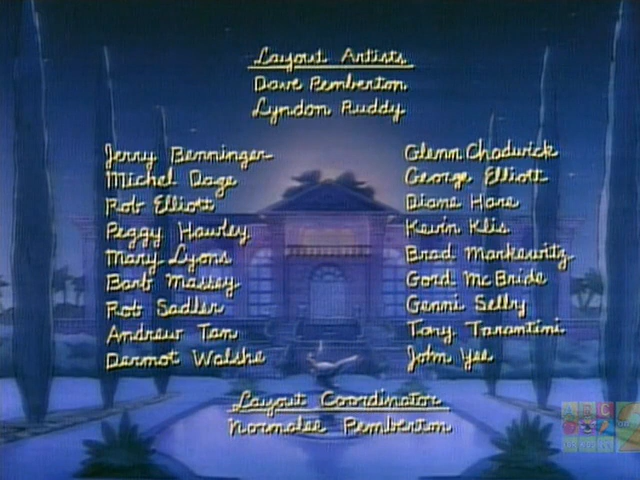 Layout Artists
Dave Pemberton
Lyndon Ruddy
Jerry Benninger
Michel Dage
Rob Elliott
Peggy Hawley
Mary Lyons
Barb Massey
Rob Sadler
Andrew Tan
Dermot Walshe
Glenn Chadwick
George Elliott
Diane Hare
Kevin Klis
Brad Markewitz
Gord McBride
Genni Selby
Tony Tarantini
John Yee
Layout Coordinator
Normalee Pemberton